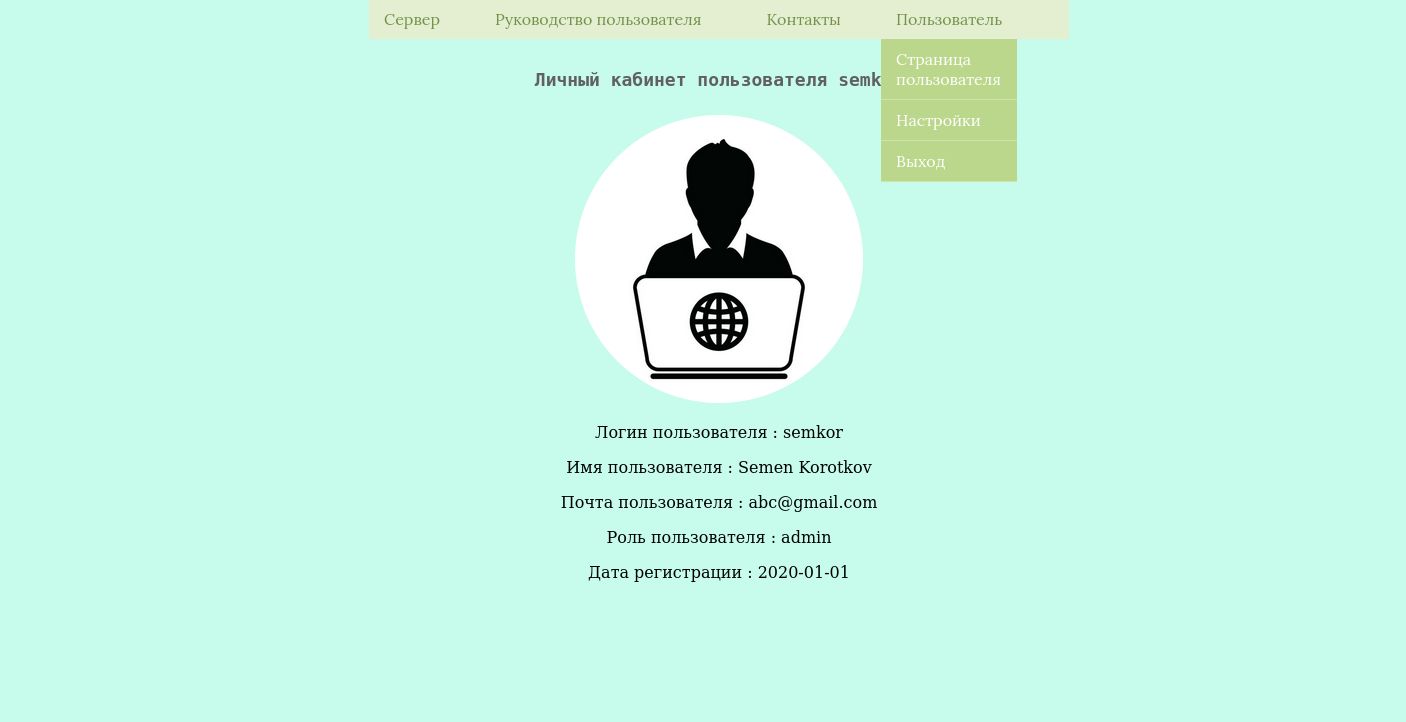 Сервер Руководство пользователя Контакты Пользователь
Страница
пользователя
Личный кабинет пользователя semk
Настройки
Выход
Логин пользователя : semkor
Имя пользователя : Semen Korotkov
Почта пользователя : abc@gmail.com
Роль пользователя : admin
Дата регистрации : 2020-01-01